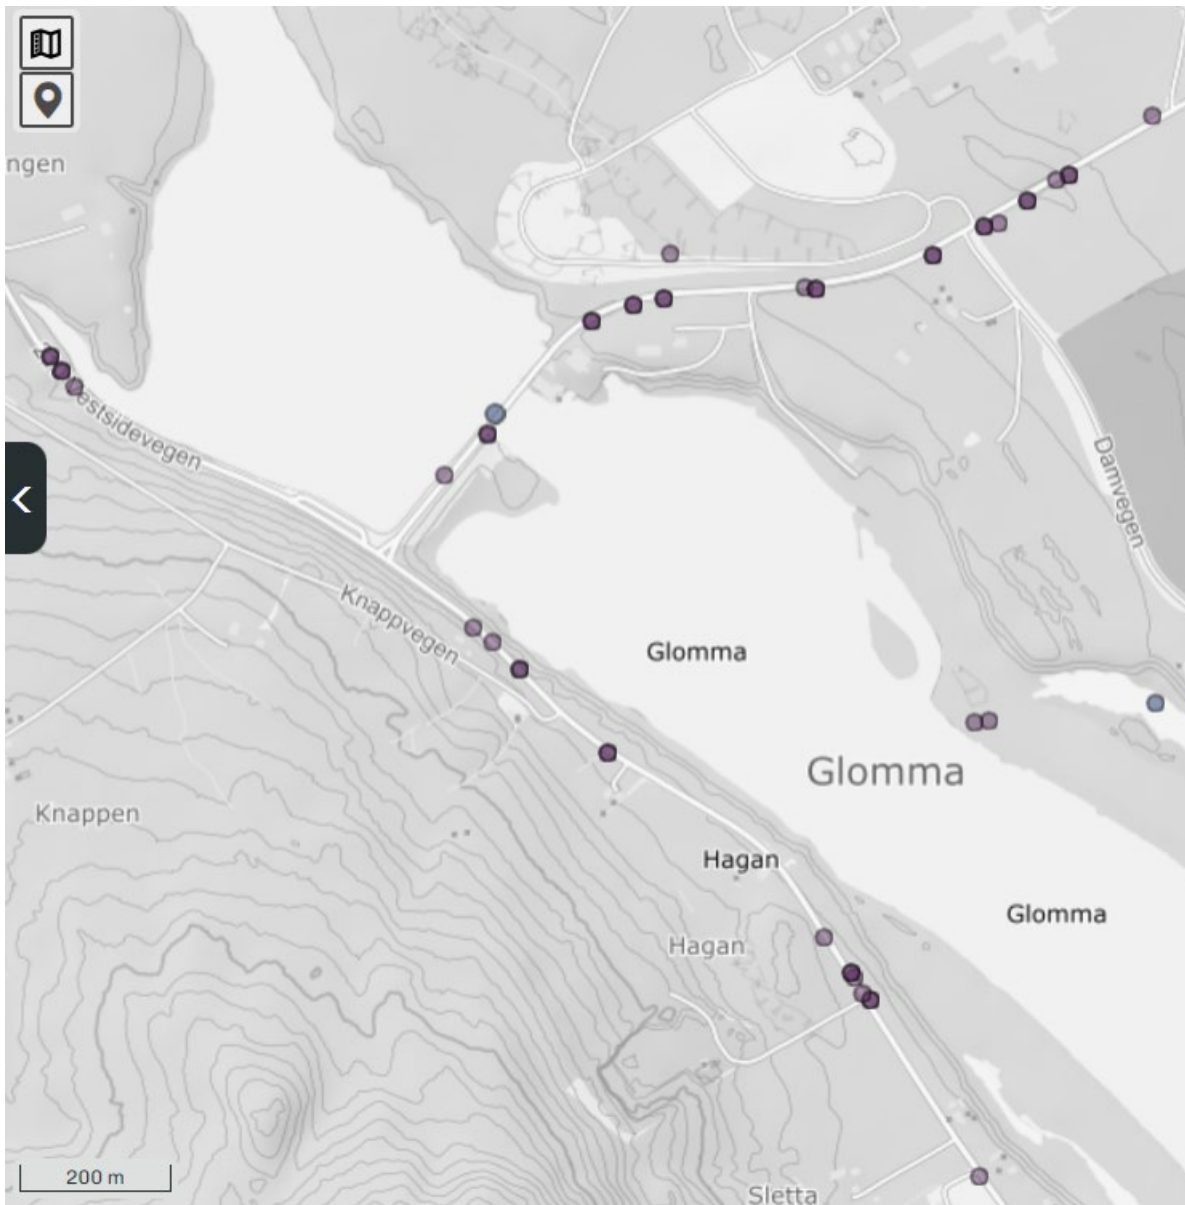 ngen
estsidevegen
Damvegen
Knappvegen
Glomma
Glomma
Knappen
Hagan
Glomma
Hagan
200 m
Sletta